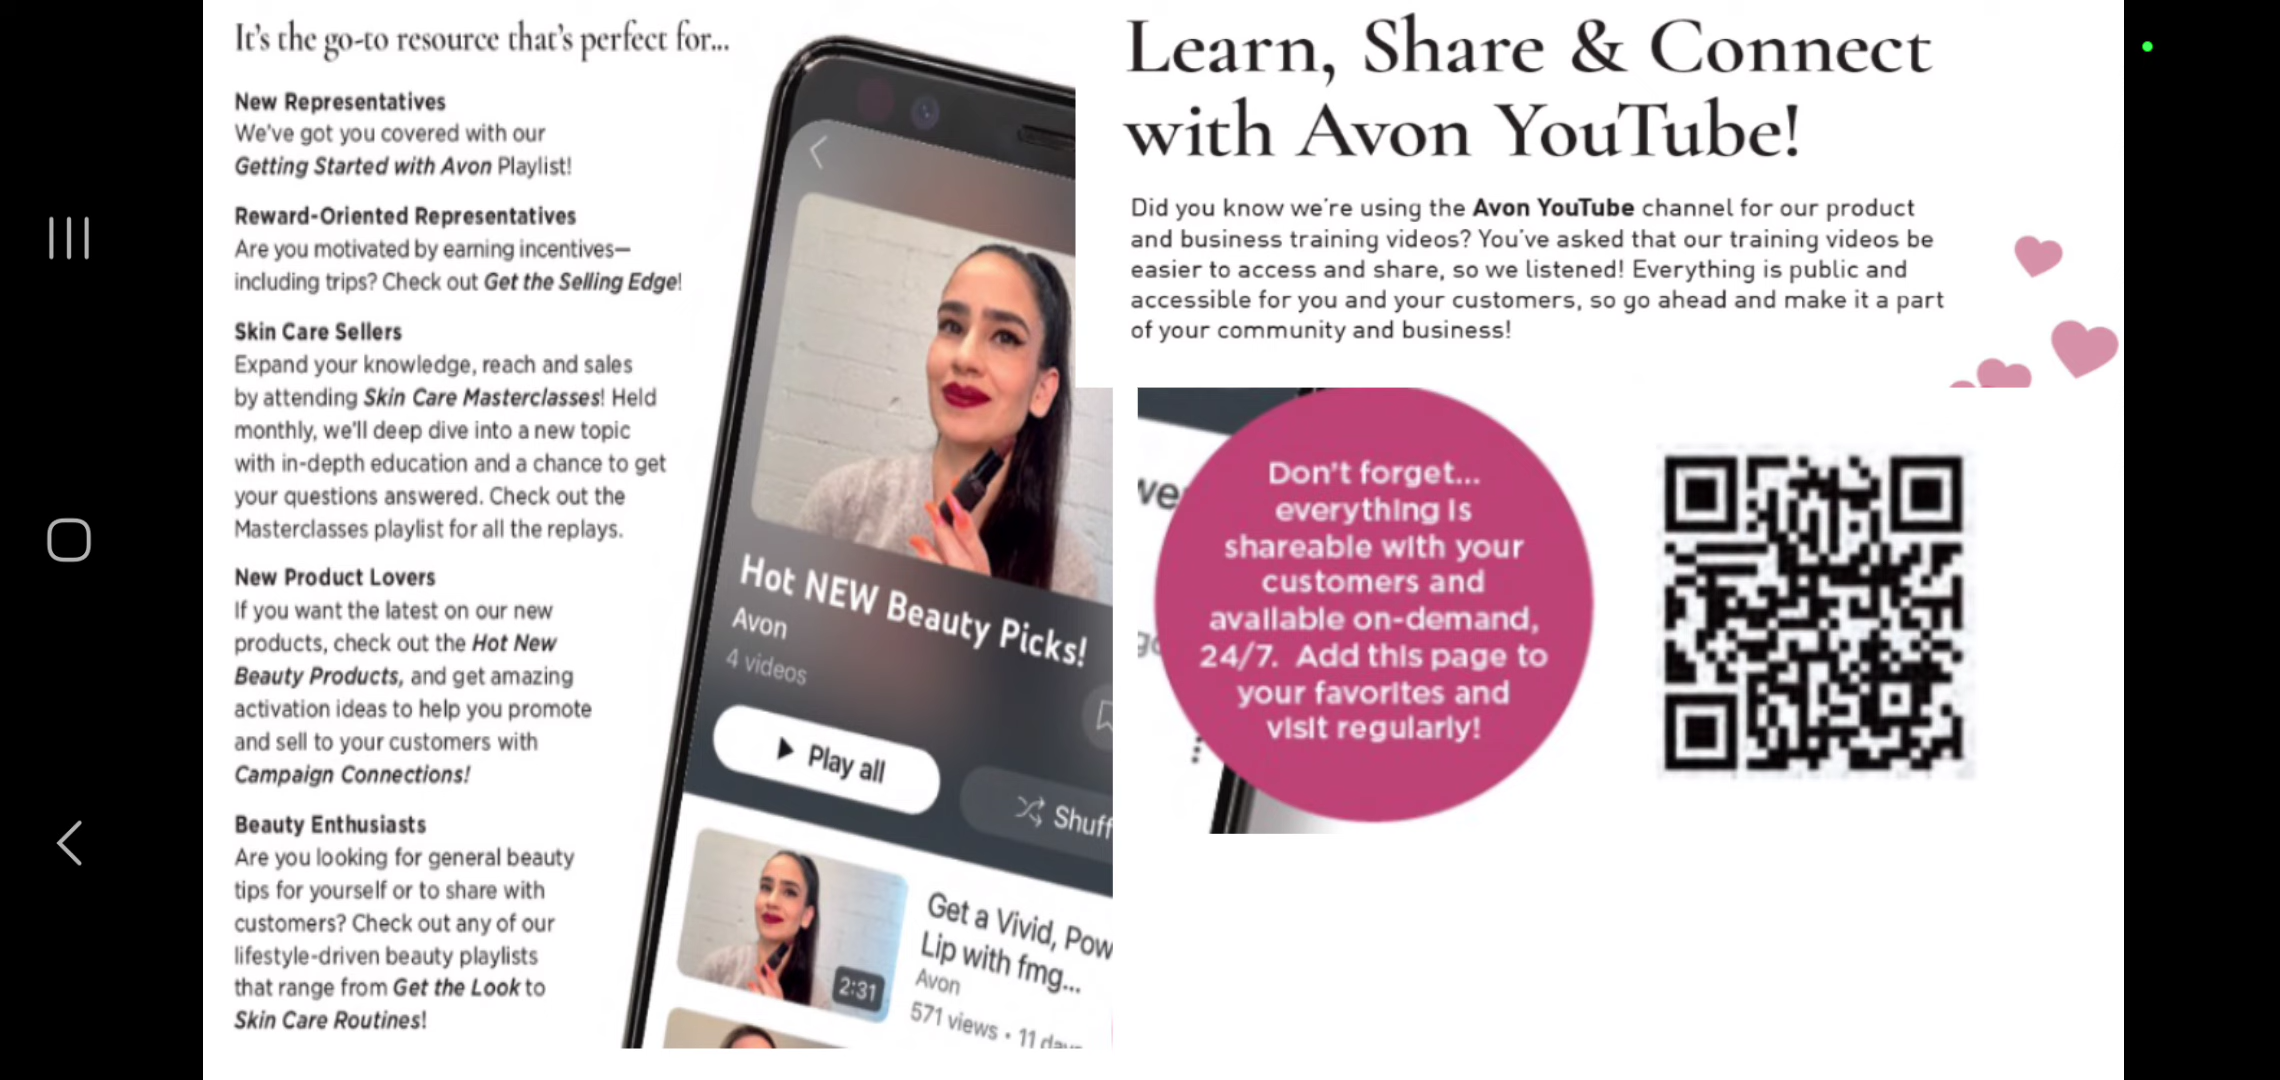 It's the go-to resource that's perfect for...
New Representatives
We've got you covered with our
Getting Started with Avon Playlist!
Reward-Oriented Representatives
Are you motivated by earning incentives—
including trips? Check out Get the Selling Edge!
Skin Care Sellers
Expand your knowledge, reach and sales
by attending Skin Care Masterclasses! Held
monthly, we'll deep dive into a new topic
with in-depth education and a chance to get
your questions answered. Check out the
Masterclasses playlist for all the replays.
New Product Lovers
If you want the latest on our new
products, check out the Hot New
Beauty Products, and get amazing
activation ideas to help you promote
and sell to your customers with
Campaign Connections!
Beauty Enthusiasts
Are you looking for general beauty
tips for yourself or to share with
customers? Check out any of our
lifestyle-driven beauty playlists
that range from Get the Look to
Skin Care Routines!
Hot NEW Beauty Picks!
Avon
4 videos
Play all
Shuff
2:31
Get a Vivid, Pow
Lip with fmg...
Avon
571 views • 11
Learn, Share & Connect
with Avon YouTube!
Did you know we're using the Avon YouTube channel for our product
and business training videos? You've asked that our training videos be
easier to access and share, so we listened! Everything is public and
accessible for you and your customers, so go ahead and make it a part
of your community and business!
Don't forget...
everything is
shareable with your
customers and
available on-demand,
24/7. Add this page to
your favorites and
visit regularly!